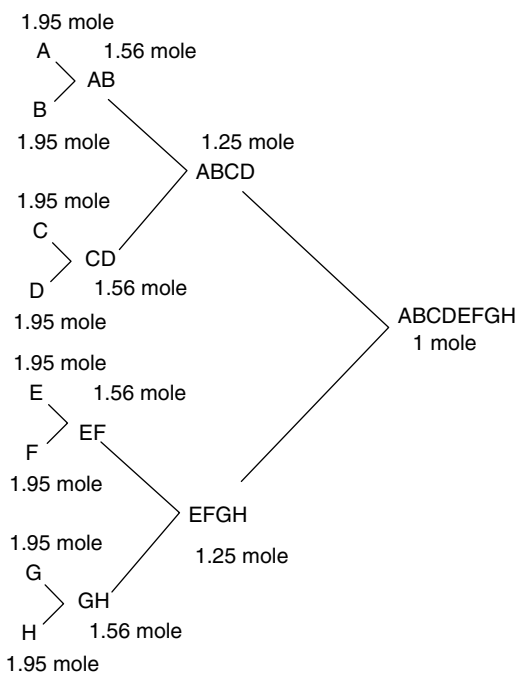 1.95 mole
A 1.56 mole
AB
B
1.95 mole 1.25 mole
ABCD
1.95 mole
C
CD
D 1.56 mole
1.95 mole
ABCDEFGH
1 mole
1.95 mole
E 1.56 mole
EF
F
1.95 mole
EFGH
1.95 mole
1.25 mole
G
GH
H 1.56 mole
1.95 mole